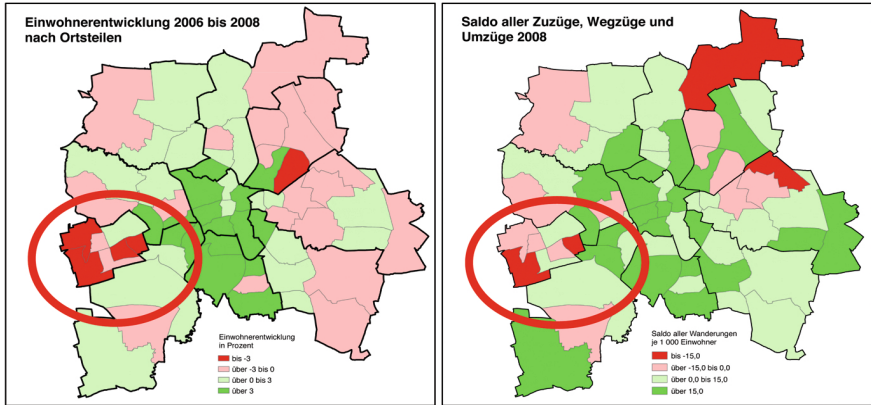 Einwohnerentwicklung 2006 bis 2008
nach Ortsteilen
Einwohnerentwicklung
in Prozent
bis -3
über -3 bis 0
über 0 bis 3
über 3
Saldo aller Zuzüge, Wegzüge und
Umzüge 2008
Saldo aller Wanderungen
je 1 000 Einwohner
bis -15,0
über -15,0 bis 0,0
über 0,0 bis 15,0
über 15,0